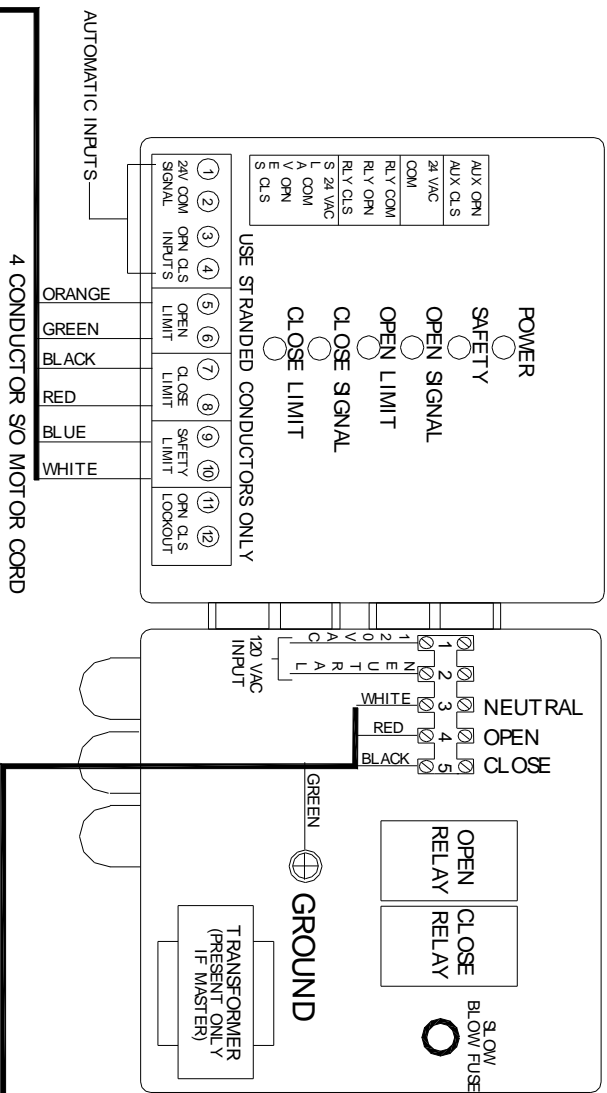 AUTOMATIC INPUTS
AUX OPN
AUX CLS
24 VAC
COM
RLY COM
RLY OPN
RLY CLS
S 24 VAC
L
A COM
V OPN
E
S CLS
POWER
SAFETY
OPEN SIGNAL
OPEN LIMIT
CLOSE SIGNAL
CLOSE LIMIT
USE STRANDED CONDUCTORS ONLY
1 2 3 4 5 6 7 8 9 10 11 12
24V COM
SIGNAL
OPN CLS
INPUTS
OPEN
LIMIT
CLOSE
LIMIT
SAFETY
LIMIT
OPN CLS
LOCKOUT
ORANGE
GREEN
BLACK
RED
BLUE
WHITE
4 CONDUCTOR S/O MOTOR CORD
120 VAC
INPUT
120VAC
NEUTRAL
1 2 3 4 5
WHITE
RED
BLACK
NEUTRAL
OPEN
CLOSE
GREEN
GROUND
OPEN
RELAY
CLOSE
RELAY
SLOW
BLOW FUSE
TRANSFORMER
(PRESENT ONLY
IF MASTER)